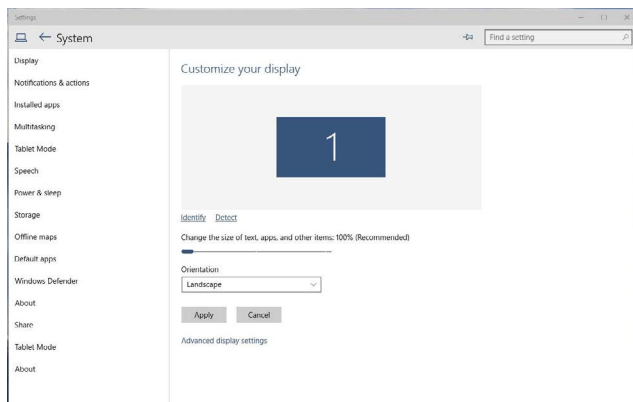 Settings
System
Find a setting
Display
Notifications & actions
Installed apps
Multitasking
Tablet Mode
Speech
Power & sleep
Storage
Offline maps
Default apps
Windows Defender
About
Share
Tablet Mode
About
Customize your display
1
Identify Detect
Change the size of text, apps, and other items: 100% (Recommended)
Orientation
Landscape
Apply Cancel
Advanced display settings